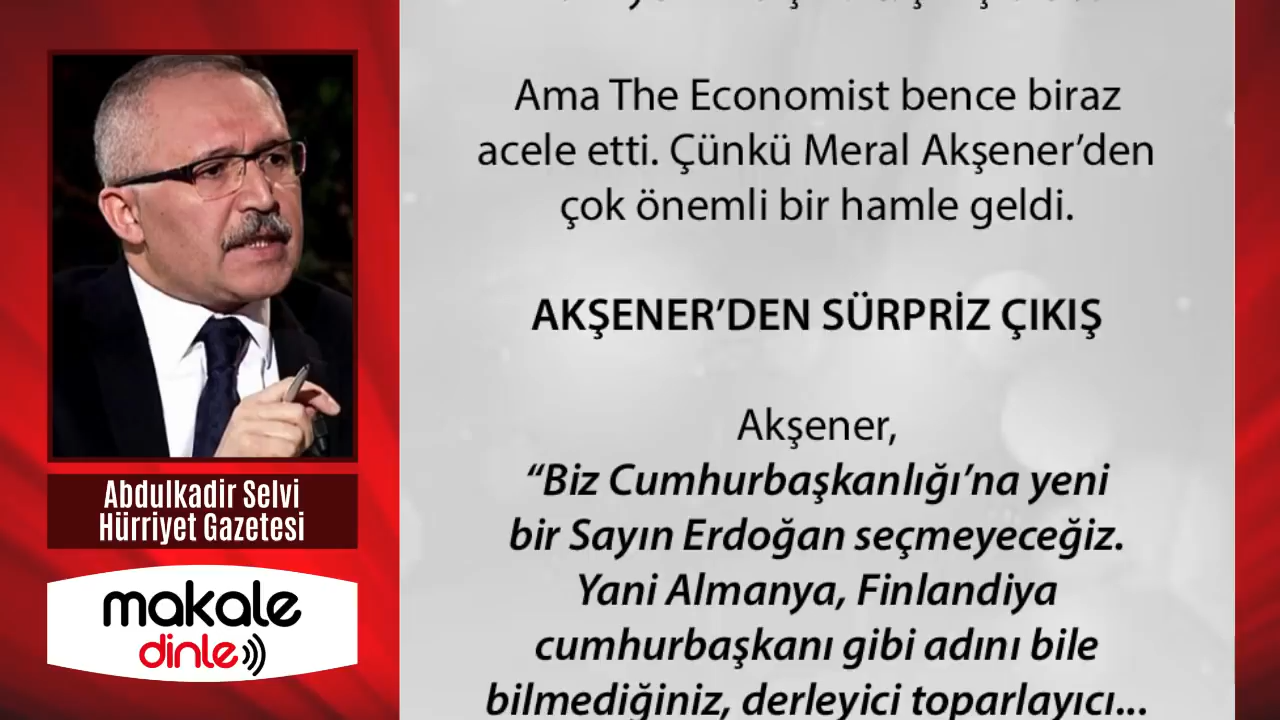 Ama The Economist bence biraz
acele etti. Çünkü Meral Akşener’den
çok önemli bir hamle geldi.
AKŞENER’DEN SÜRPRİZ ÇIKIŞ
Akşener,
“Biz Cumhurbaşkanlığı’na yeni
bir Sayın Erdoğan seçmeyeceğiz.
Yani Almanya, Finlandiya
cumhurbaşkanı gibi adını bile
bilmediğiniz, derleyici toparlayıcı...
Abdulkadir Selvi
Hürriyet Gazetesi
makale
dinle